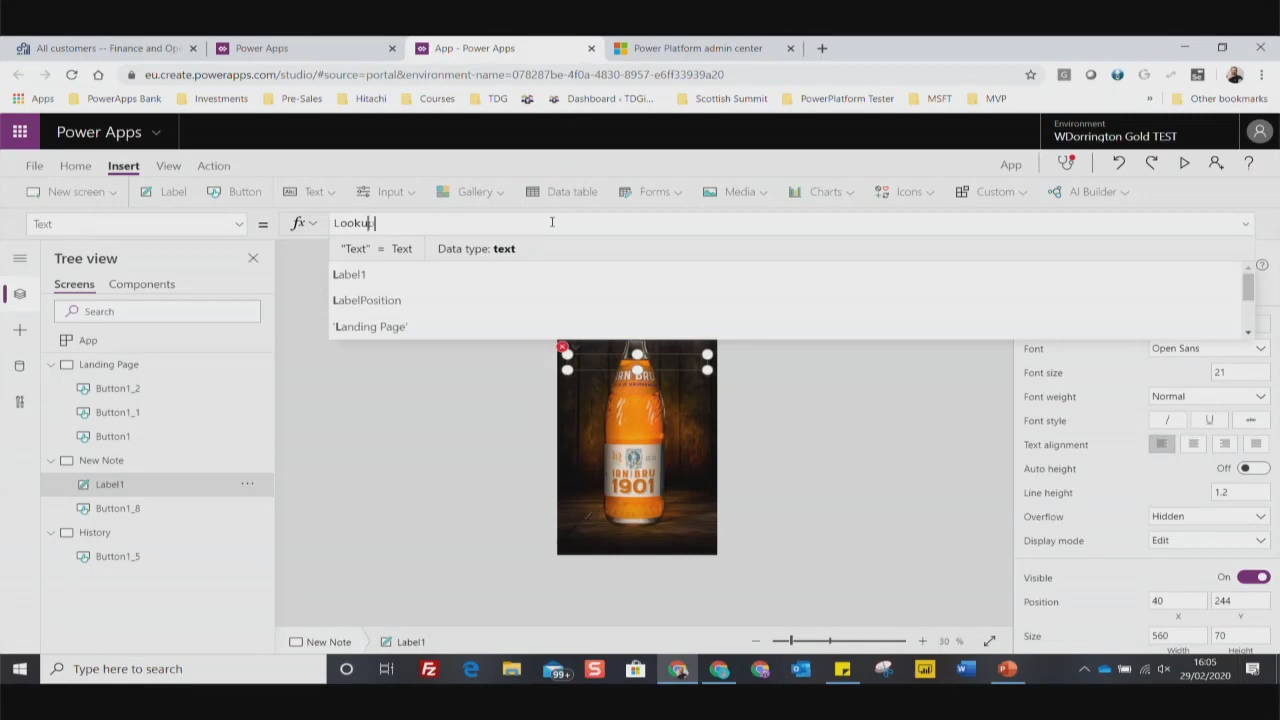 All customers -- Finance and Ope
Power Apps
App - Power Apps
Power Platform admin center
eu.create.powerapps.com/studio/#source=portal&environment-name=078287be-4f0a-4830-8957-e6ff33939a20
Apps PowerApps Bank Investments Pre-Sales Hitachi Courses TDG Dashboard ‹ TDGi... Scottish Summit PowerPlatform Tester MSFT MVP » Other bookmarks
Power Apps
Environment
WDorrington Gold TEST
File Home Insert View Action App
New screen Label Button Text Input Gallery Data table Forms Media Charts Icons Custom AI Builder
Text = fx Lookup
"Text" = Text Data type: text
Label1
LabelPosition
'Landing Page'
Tree view
Screens Components
Search
App
Landing Page
Button1_2
Button1_1
Button1
New Note
Label1
Button1_8
History
Button1_5
IRN BRU
IRN BRU
1901
Font Open Sans
Font size 21
Font weight Normal
Font style
Text alignment
Auto height Off
Line height 1.2
Overflow Hidden
Display mode Edit
Visible On
Position 40 244
X Y
Size 560 70
Width Height
New Note Label1
30 %
Type here to search
99+
16:05
29/02/2020